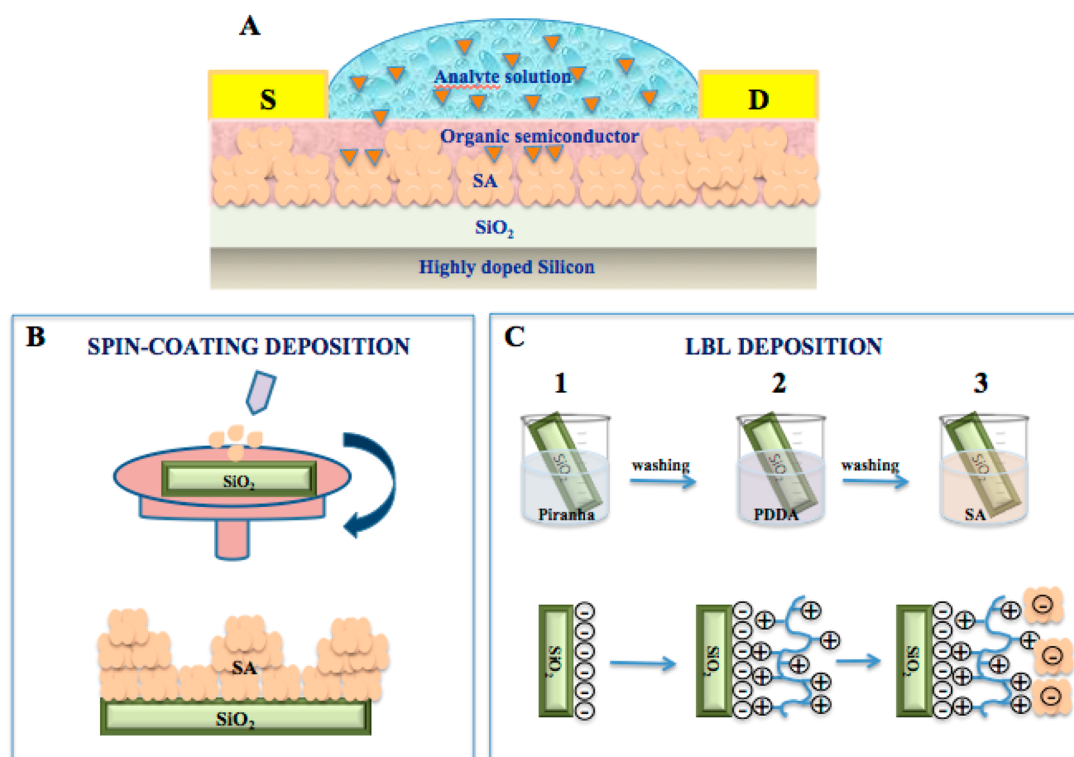 A
Analyte solution
S
D
Organic semiconductor
SA
SiO₂
Highly doped Silicon
B
SPIN-COATING DEPOSITION
SiO₂
SA
SiO₂
C
LBL DEPOSITION
1 2 3
SiO₂ washing SiO₂ washing SiO₂
Piranha PDDA SA
SiO₂ SiO₂ SiO₂